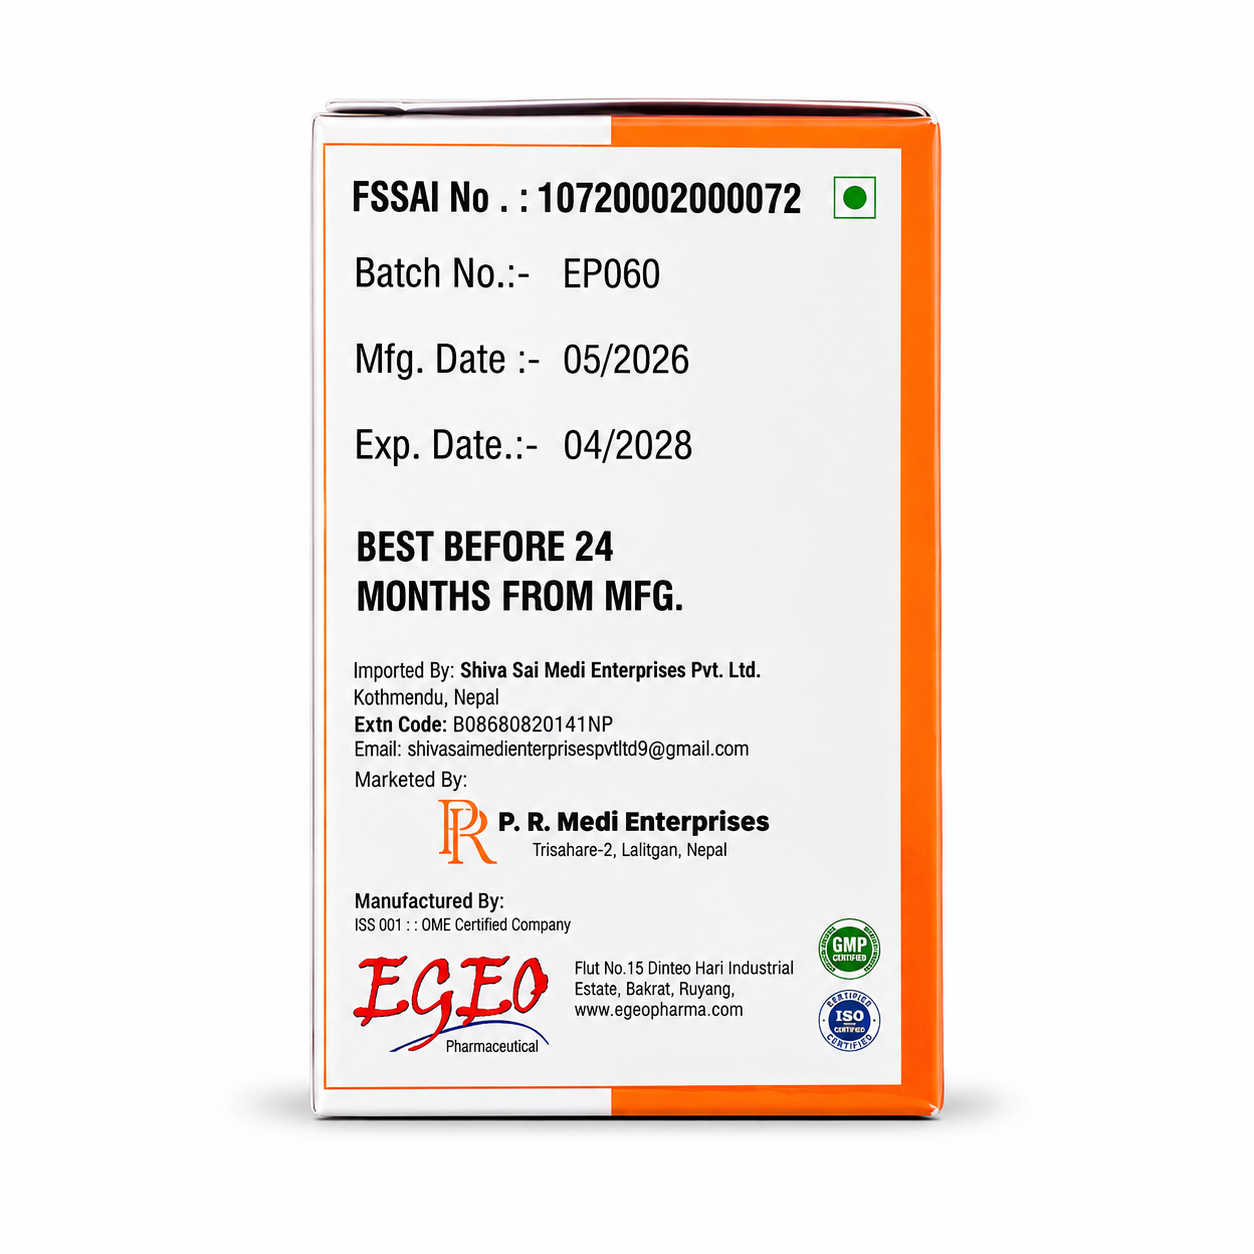 FSSAI No . : 10720002000072
Batch No.:- EP060
Mfg. Date :- 05/2026
Exp. Date.:- 04/2028
BEST BEFORE 24
MONTHS FROM MFG.
Imported By: Shiva Sai Medi Enterprises Pvt. Ltd.
Kothmendu, Nepal
Extn Code: B08680820141NP
Email: shivasaimedienterprisespvtltd9@gmail.com
Marketed By:
PR P. R. Medi Enterprises
Trisahare-2, Lalitgan, Nepal
Manufactured By:
ISS 001 : : OME Certified Company
EGEO
Pharmaceutical
Flut No.15 Dinteo Hari Industrial
Estate, Bakrat, Ruyang,
www.egeopharma.com
GMP
CERTIFIED
CERTIFIED
ISO
CERTIFIED
CERTIFIED